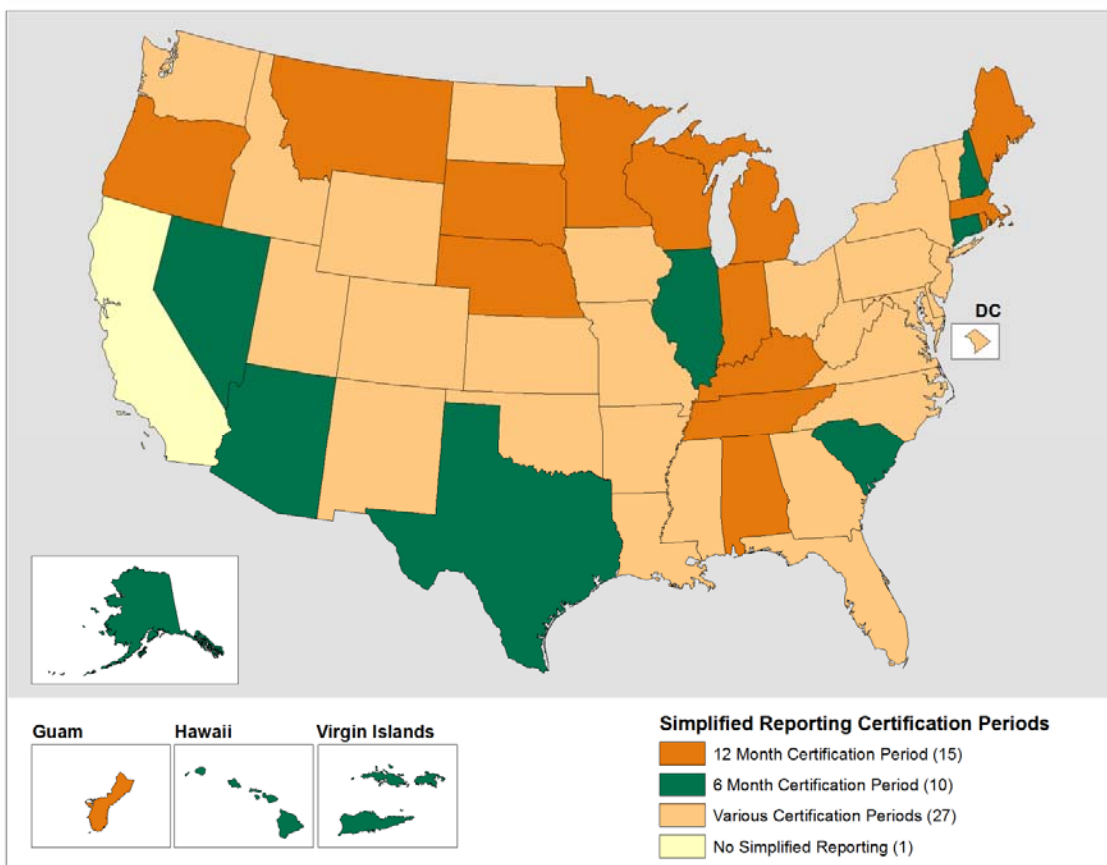 DC
Guam
Hawaii
Virgin Islands
Simplified Reporting Certification Periods
12 Month Certification Period (15)
6 Month Certification Period (10)
Various Certification Periods (27)
No Simplified Reporting (1)